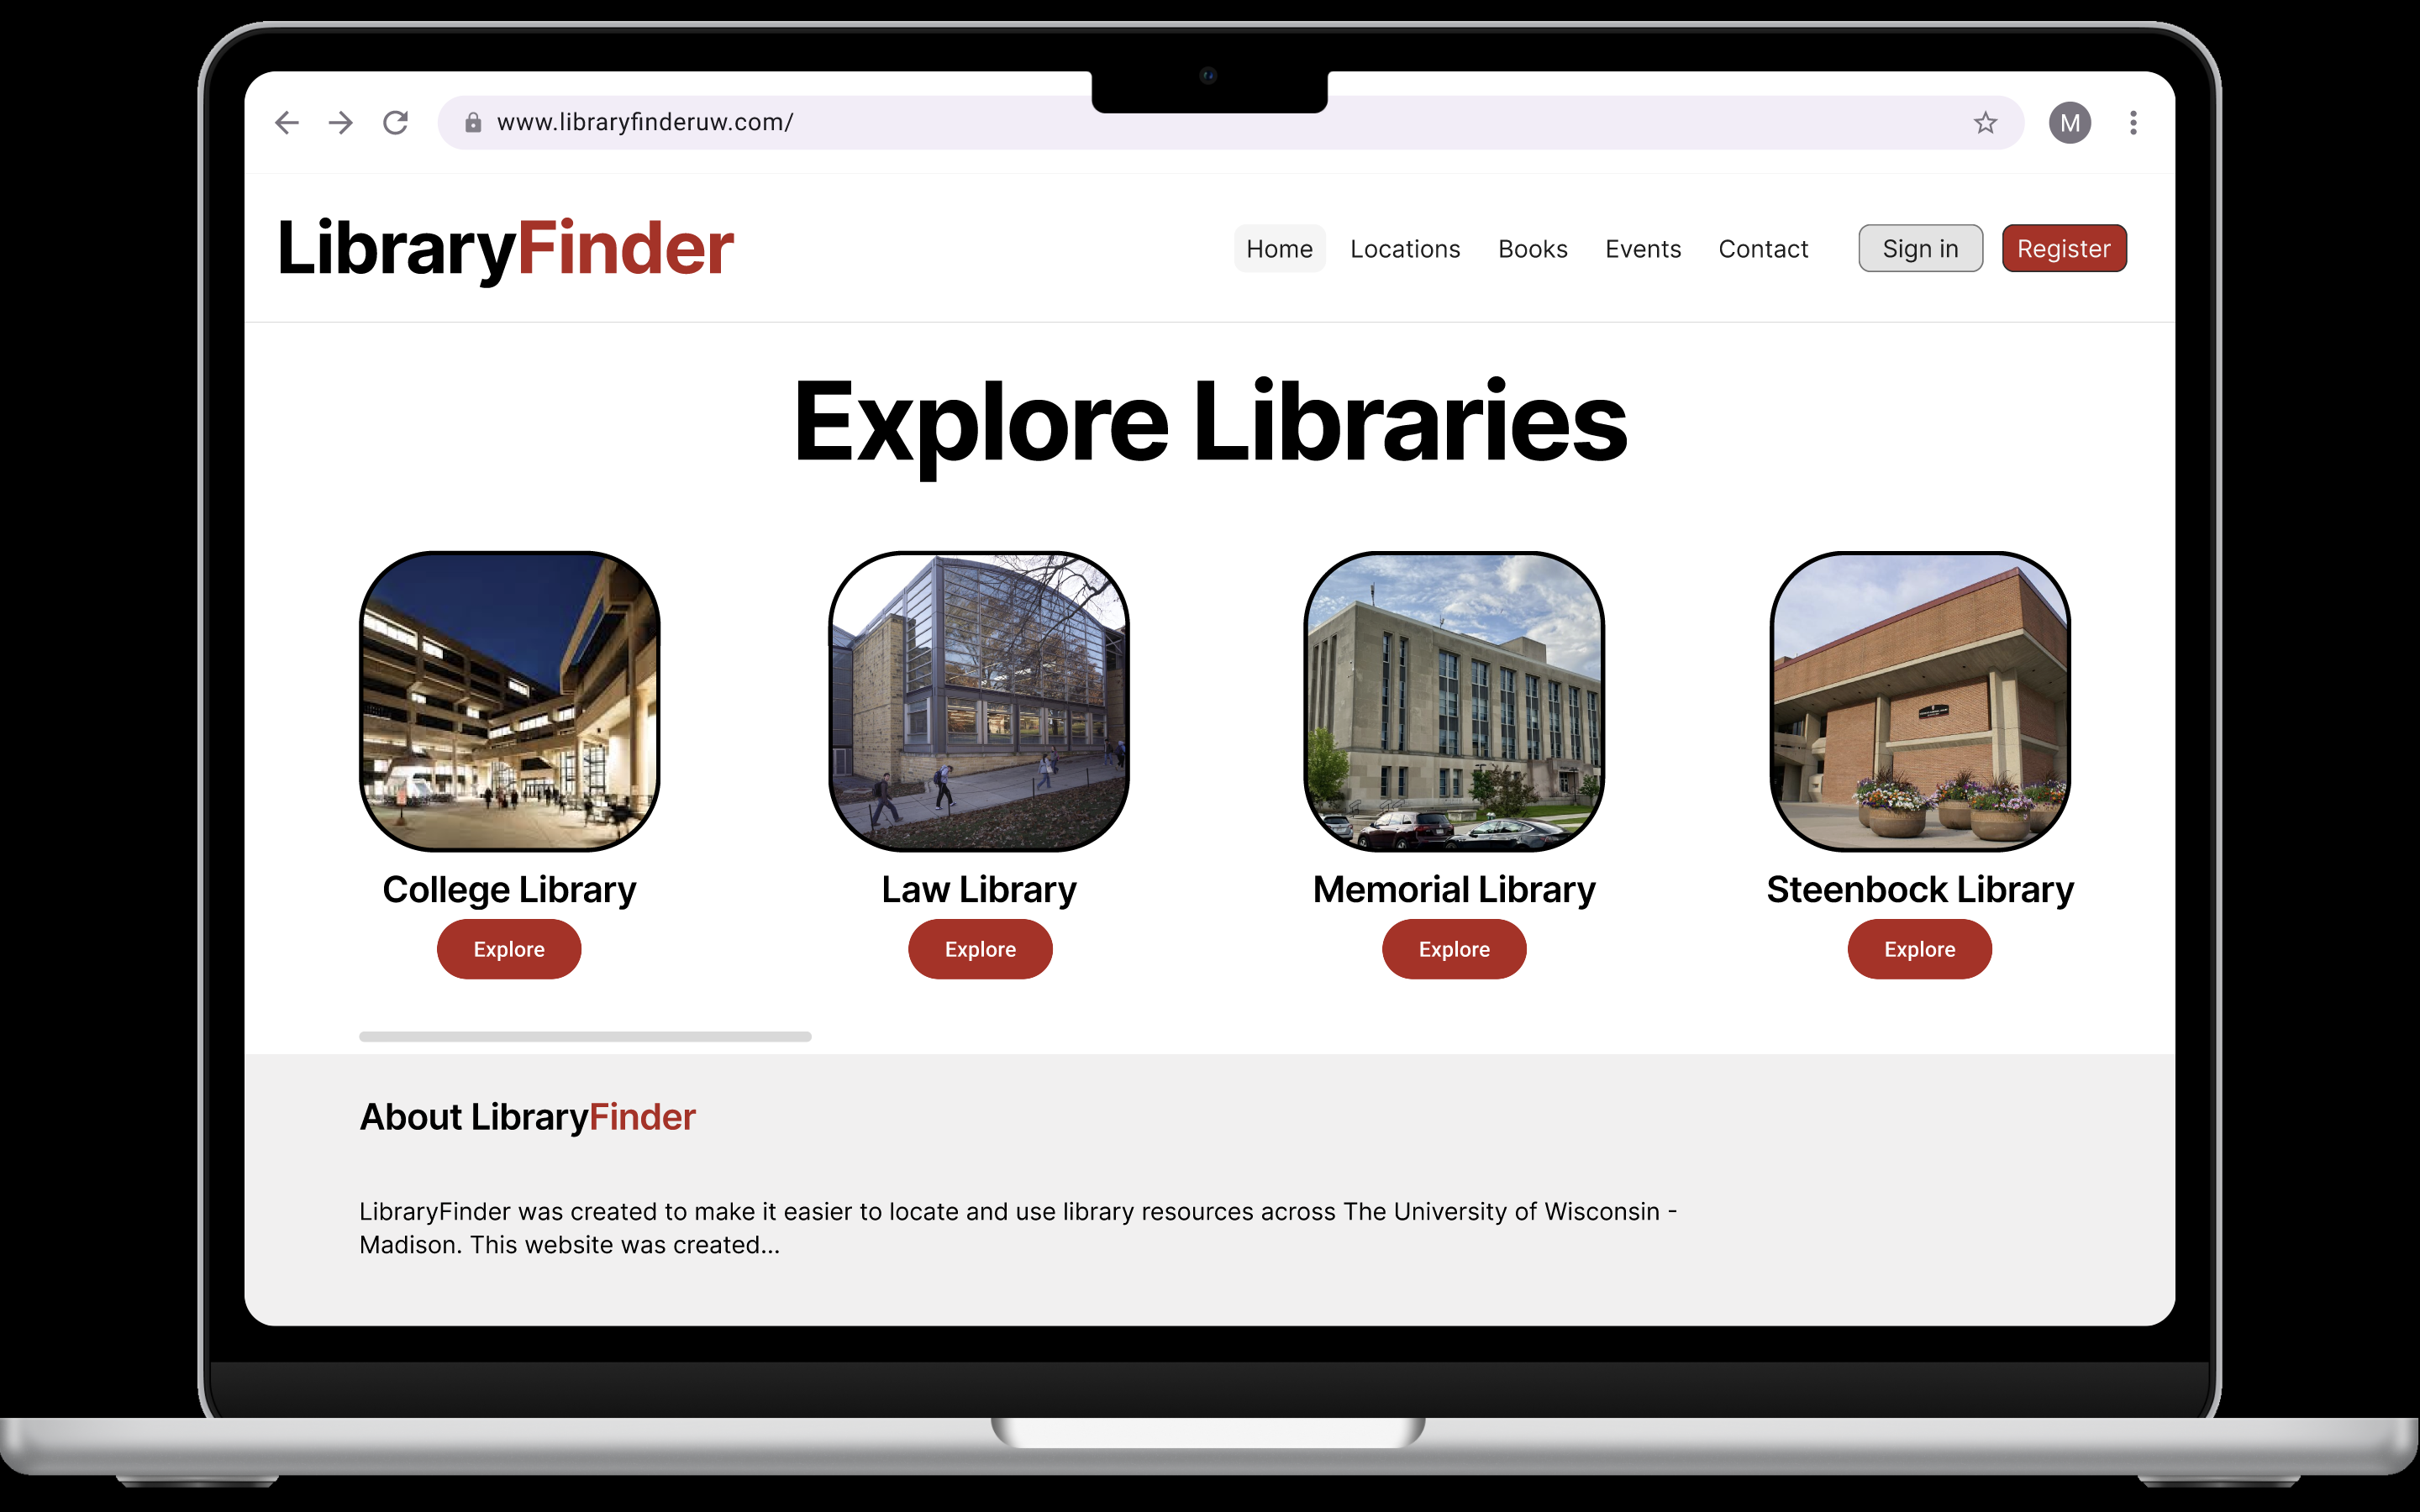 www.libraryfinderuw.com/
M
LibraryFinder
Home Locations Books Events Contact Sign in Register
Explore Libraries
College Library Law Library Memorial Library Steenbock Library
Explore Explore Explore Explore
About LibraryFinder
LibraryFinder was created to make it easier to locate and use library resources across The University of Wisconsin -
Madison. This website was created...